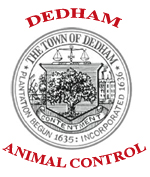 DEDHAM
THE TOWN OF DEDHAM
PLANTATION BEGUN 1635: INCORPORATED 1636
CONTENTMENT
ANIMAL CONTROL